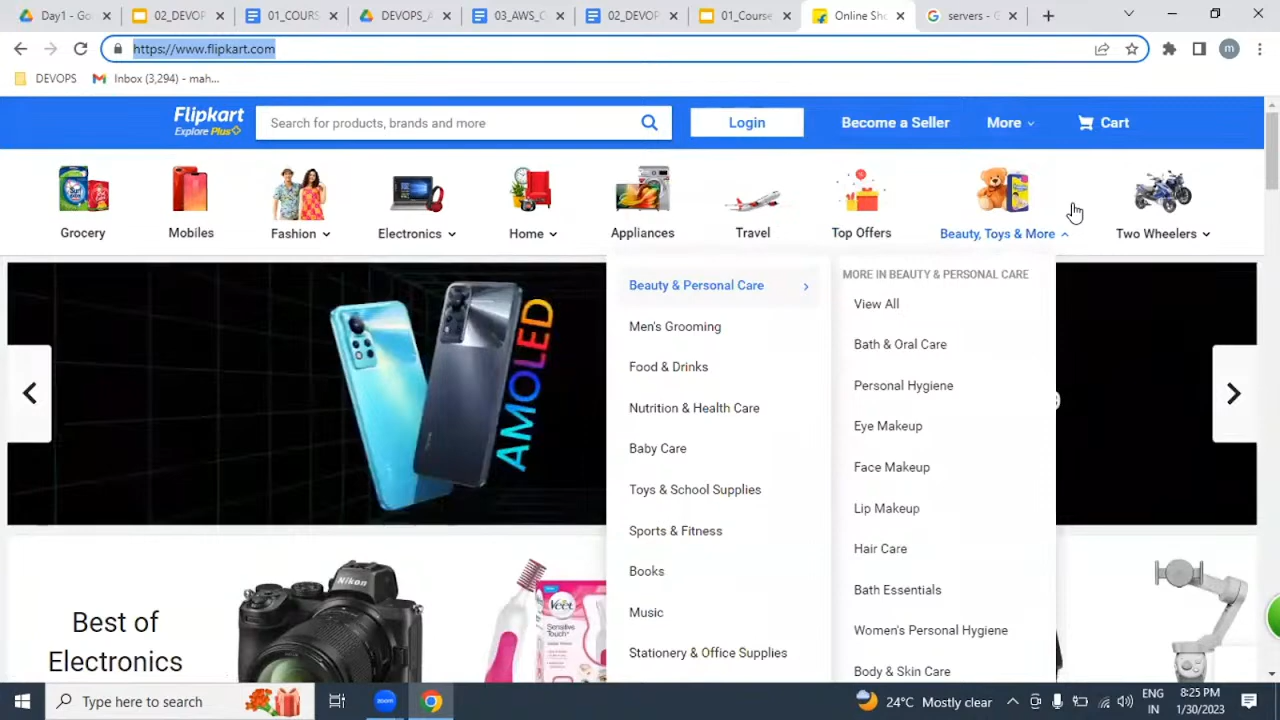 Day1 - Go
02_DEVOP
01_COURS
DEVOPS_A
03_AWS_C
02_DEVOP
01_Course
Online Sho
servers - G
https://www.flipkart.com
m
DEVOPS
Inbox (3,294) - mah...
Flipkart
Explore Plus
Search for products, brands and more
Login
Become a Seller
More
Cart
Grocery
Mobiles
Fashion
Electronics
Home
Appliances
Travel
Top Offers
Beauty, Toys & More
Two Wheelers
AMOLED
Beauty & Personal Care
Men's Grooming
Food & Drinks
Nutrition & Health Care
Baby Care
Toys & School Supplies
Sports & Fitness
Books
Music
Stationery & Office Supplies
MORE IN BEAUTY & PERSONAL CARE
View All
Bath & Oral Care
Personal Hygiene
Eye Makeup
Face Makeup
Lip Makeup
Hair Care
Bath Essentials
Women's Personal Hygiene
Body & Skin Care
Best of
Electronics
Nikon
Veet
Sensitive
Touch
Type here to search
zoom
24°C Mostly clear
ENG
IN
8:25 PM
1/30/2023